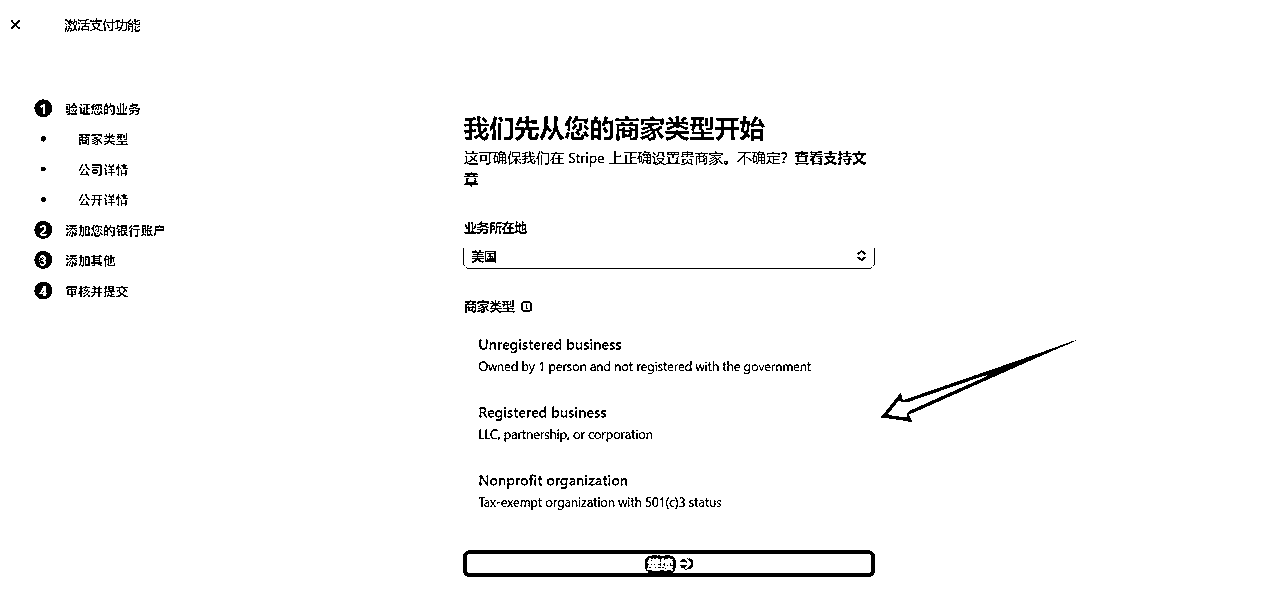 激活支付功能
1 验证您的业务
• 商家类型
• 公司详情
• 公开详情
2 添加您的银行账户
3 添加其他
4 审核并提交
我们先从您的商家类型开始
这可确保我们在 Stripe 上正确设置贵商家。不确定？查看支持文
章
业务所在地
美国
商家类型
Unregistered business
Owned by 1 person and not registered with the government
Registered business
LLC, partnership, or corporation
Nonprofit organization
Tax-exempt organization with 501(c)3 status
继续